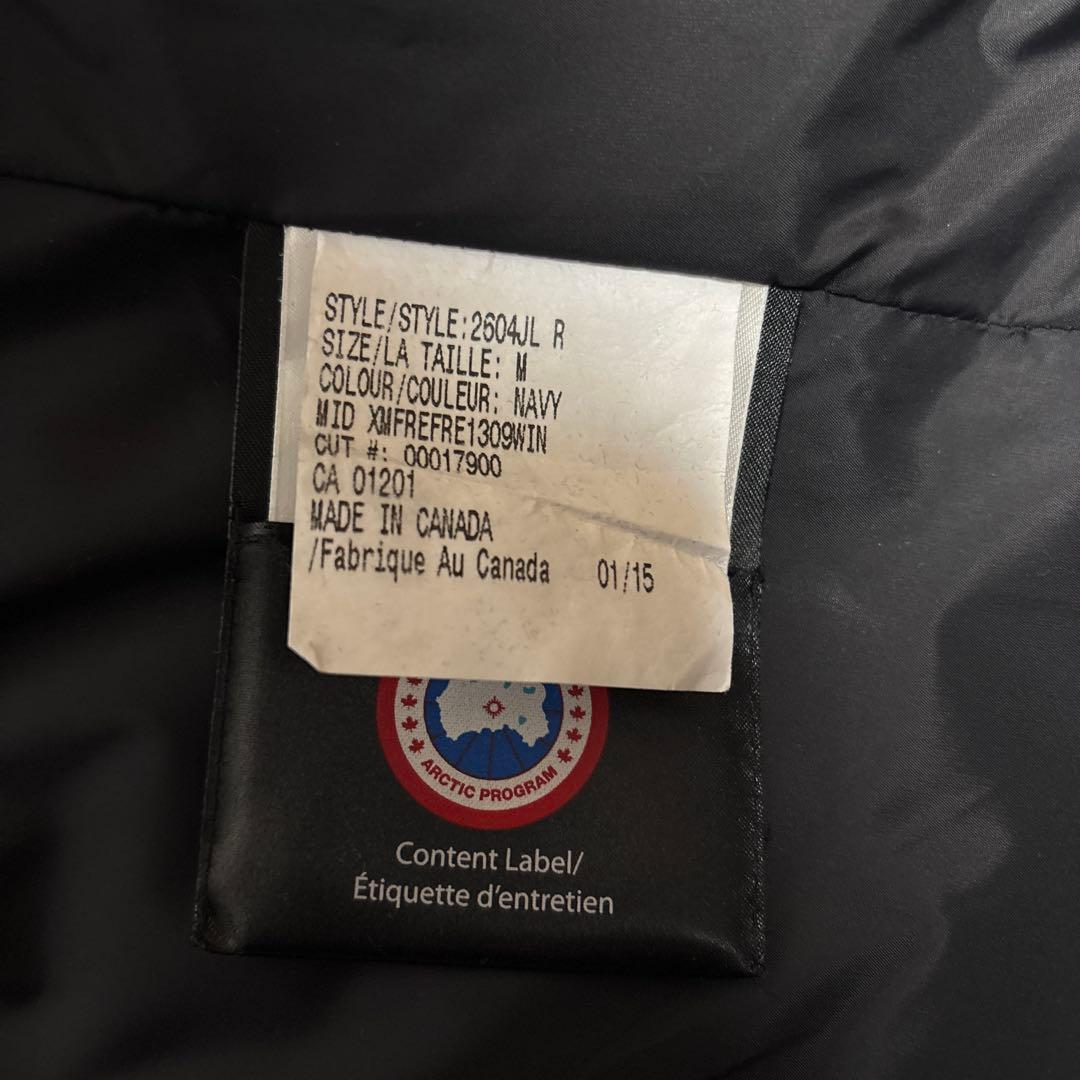 STYLE/STYLE:2604JL R
SIZE/LA TAILLE: M
COLOUR/COULEUR: NAVY
MID XMFREFRE1309WIN
CUT #: 00017900
CA 01201
MADE IN CANADA
/Fabrique Au Canada 01/15
ARCTIC PROGRAM
Content Label/
Étiquette d'entretien